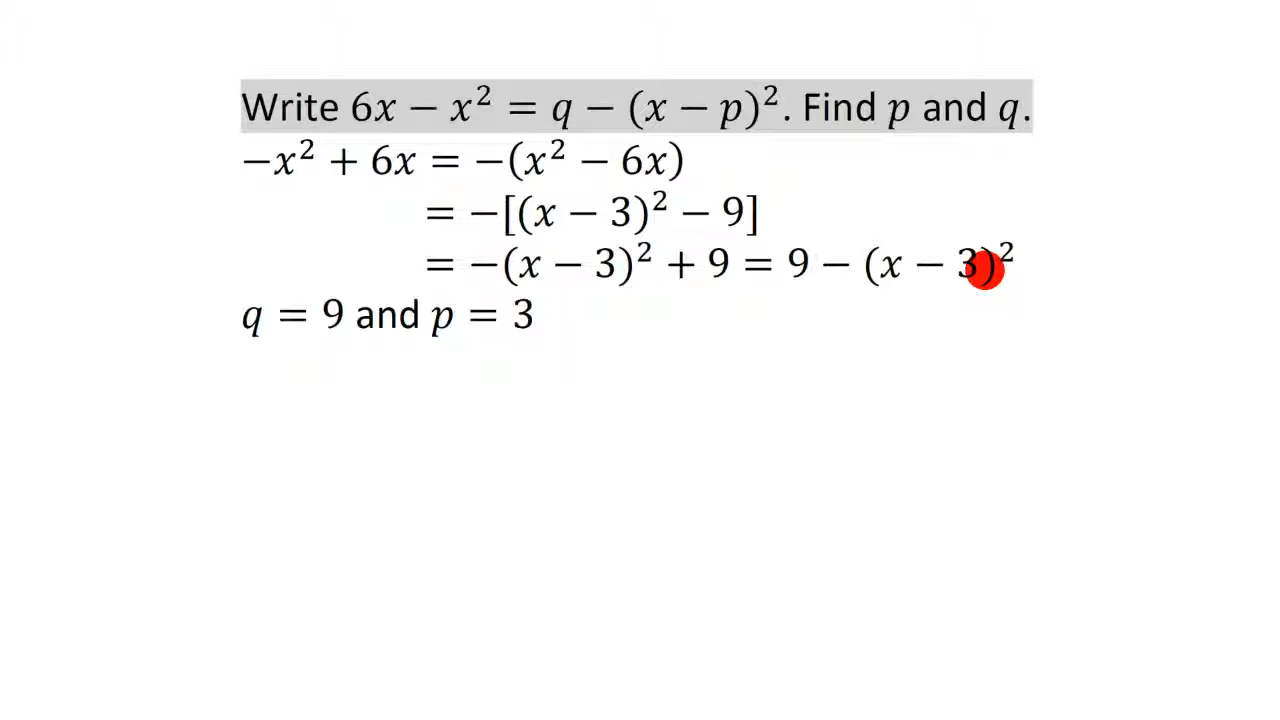 Write 6𝑥 − 𝑥² = 𝑞 − (𝑥 − 𝑝)². Find 𝑝 and 𝑞.
−𝑥² + 6𝑥 = −(𝑥² − 6𝑥)
= −[(𝑥 − 3)² − 9]
= −(𝑥 − 3)² + 9 = 9 − (𝑥 − 3)²
𝑞 = 9 and 𝑝 = 3